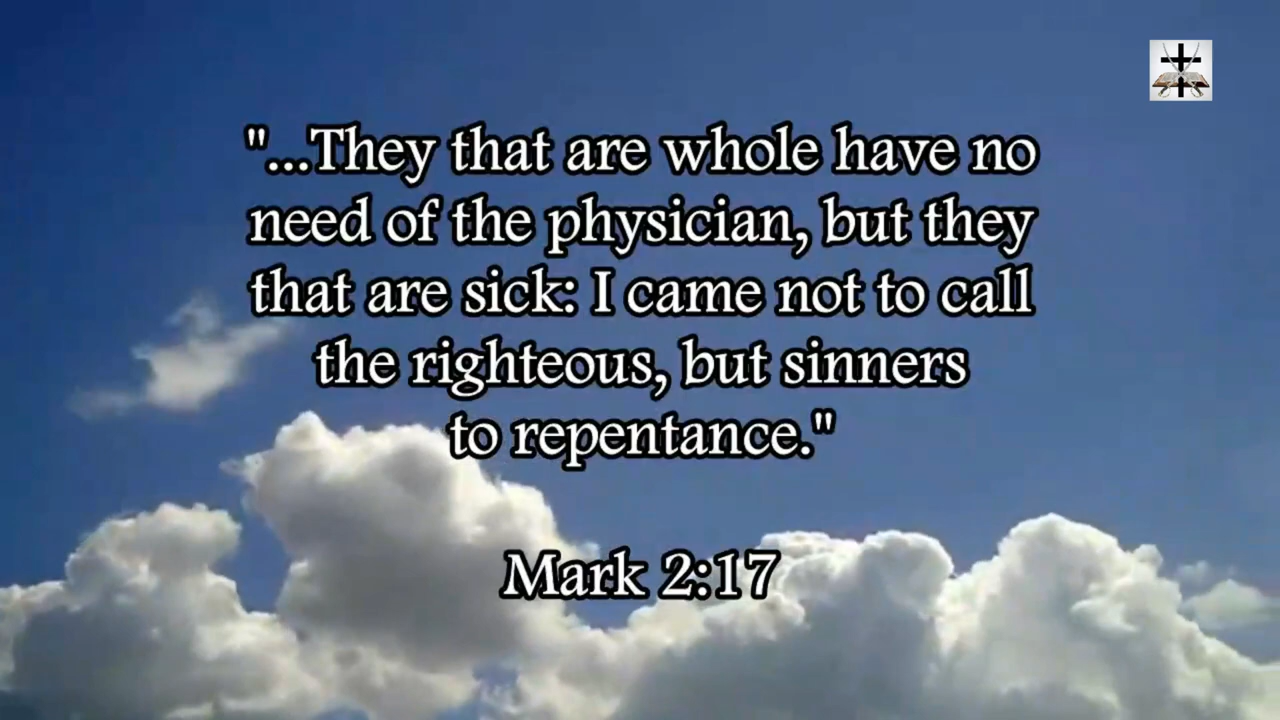 "...They that are whole have no
need of the physician, but they
that are sick: I came not to call
the righteous, but sinners
to repentance."
Mark 2:17